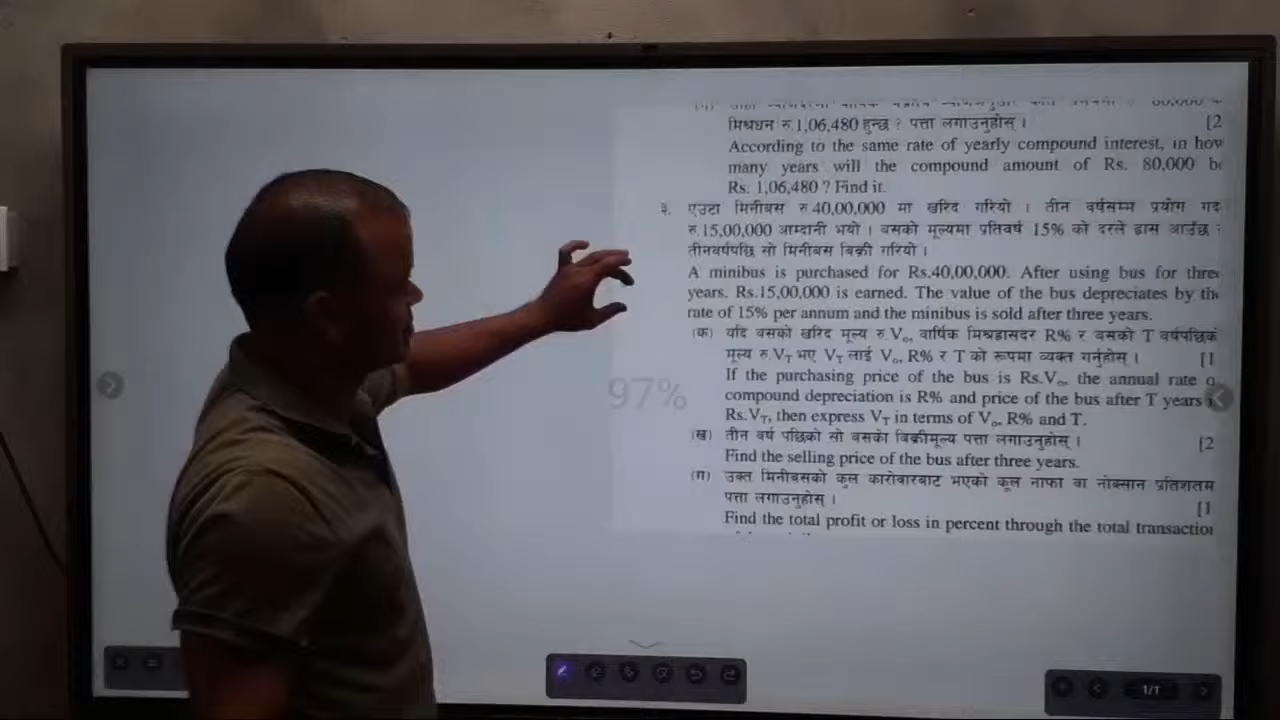 मिश्रधन रु.1,06,480 हुन्छ ? पत्ता लगाउनुहोस् । [2
According to the same rate of yearly compound interest, in how
many years will the compound amount of Rs. 80,000 be
Rs. 1,06,480 ? Find it.
३. एउटा मिनीबस रु 40,00,000 मा खरिद गरियो । तीन वर्षसम्म प्रयोग गर्द
रु.15,00,000 आम्दानी भयो । बसको मूल्यमा प्रतिवर्ष 15% को दरले ह्रास आउँछ
तीनवर्षपछि सो मिनीबस बिक्री गरियो ।
A minibus is purchased for Rs.40,00,000. After using bus for three
years. Rs.15,00,000 is earned. The value of the bus depreciates by the
rate of 15% per annum and the minibus is sold after three years.
(क) यदि बसको खरिद मूल्य रु.V₀, वार्षिक मिश्रह्रासदर R% र बसको T वर्षपछिको
मूल्य रु.V_T भए V_T लाई V₀, R% र T को रूपमा व्यक्त गर्नुहोस् । [1
If the purchasing price of the bus is Rs.V₀, the annual rate o
compound depreciation is R% and price of the bus after T years
Rs.V_T, then express V_T in terms of V₀, R% and T.
(ख) तीन वर्ष पछिको सो बसको बिक्रीमूल्य पत्ता लगाउनुहोस् । [2
Find the selling price of the bus after three years.
(ग) उक्त मिनीबसको कुल कारोवारबाट भएको कूल नाफा वा नोक्सान प्रतिशतमा
पत्ता लगाउनुहोस् । [1
Find the total profit or loss in percent through the total transaction
97%
1/1